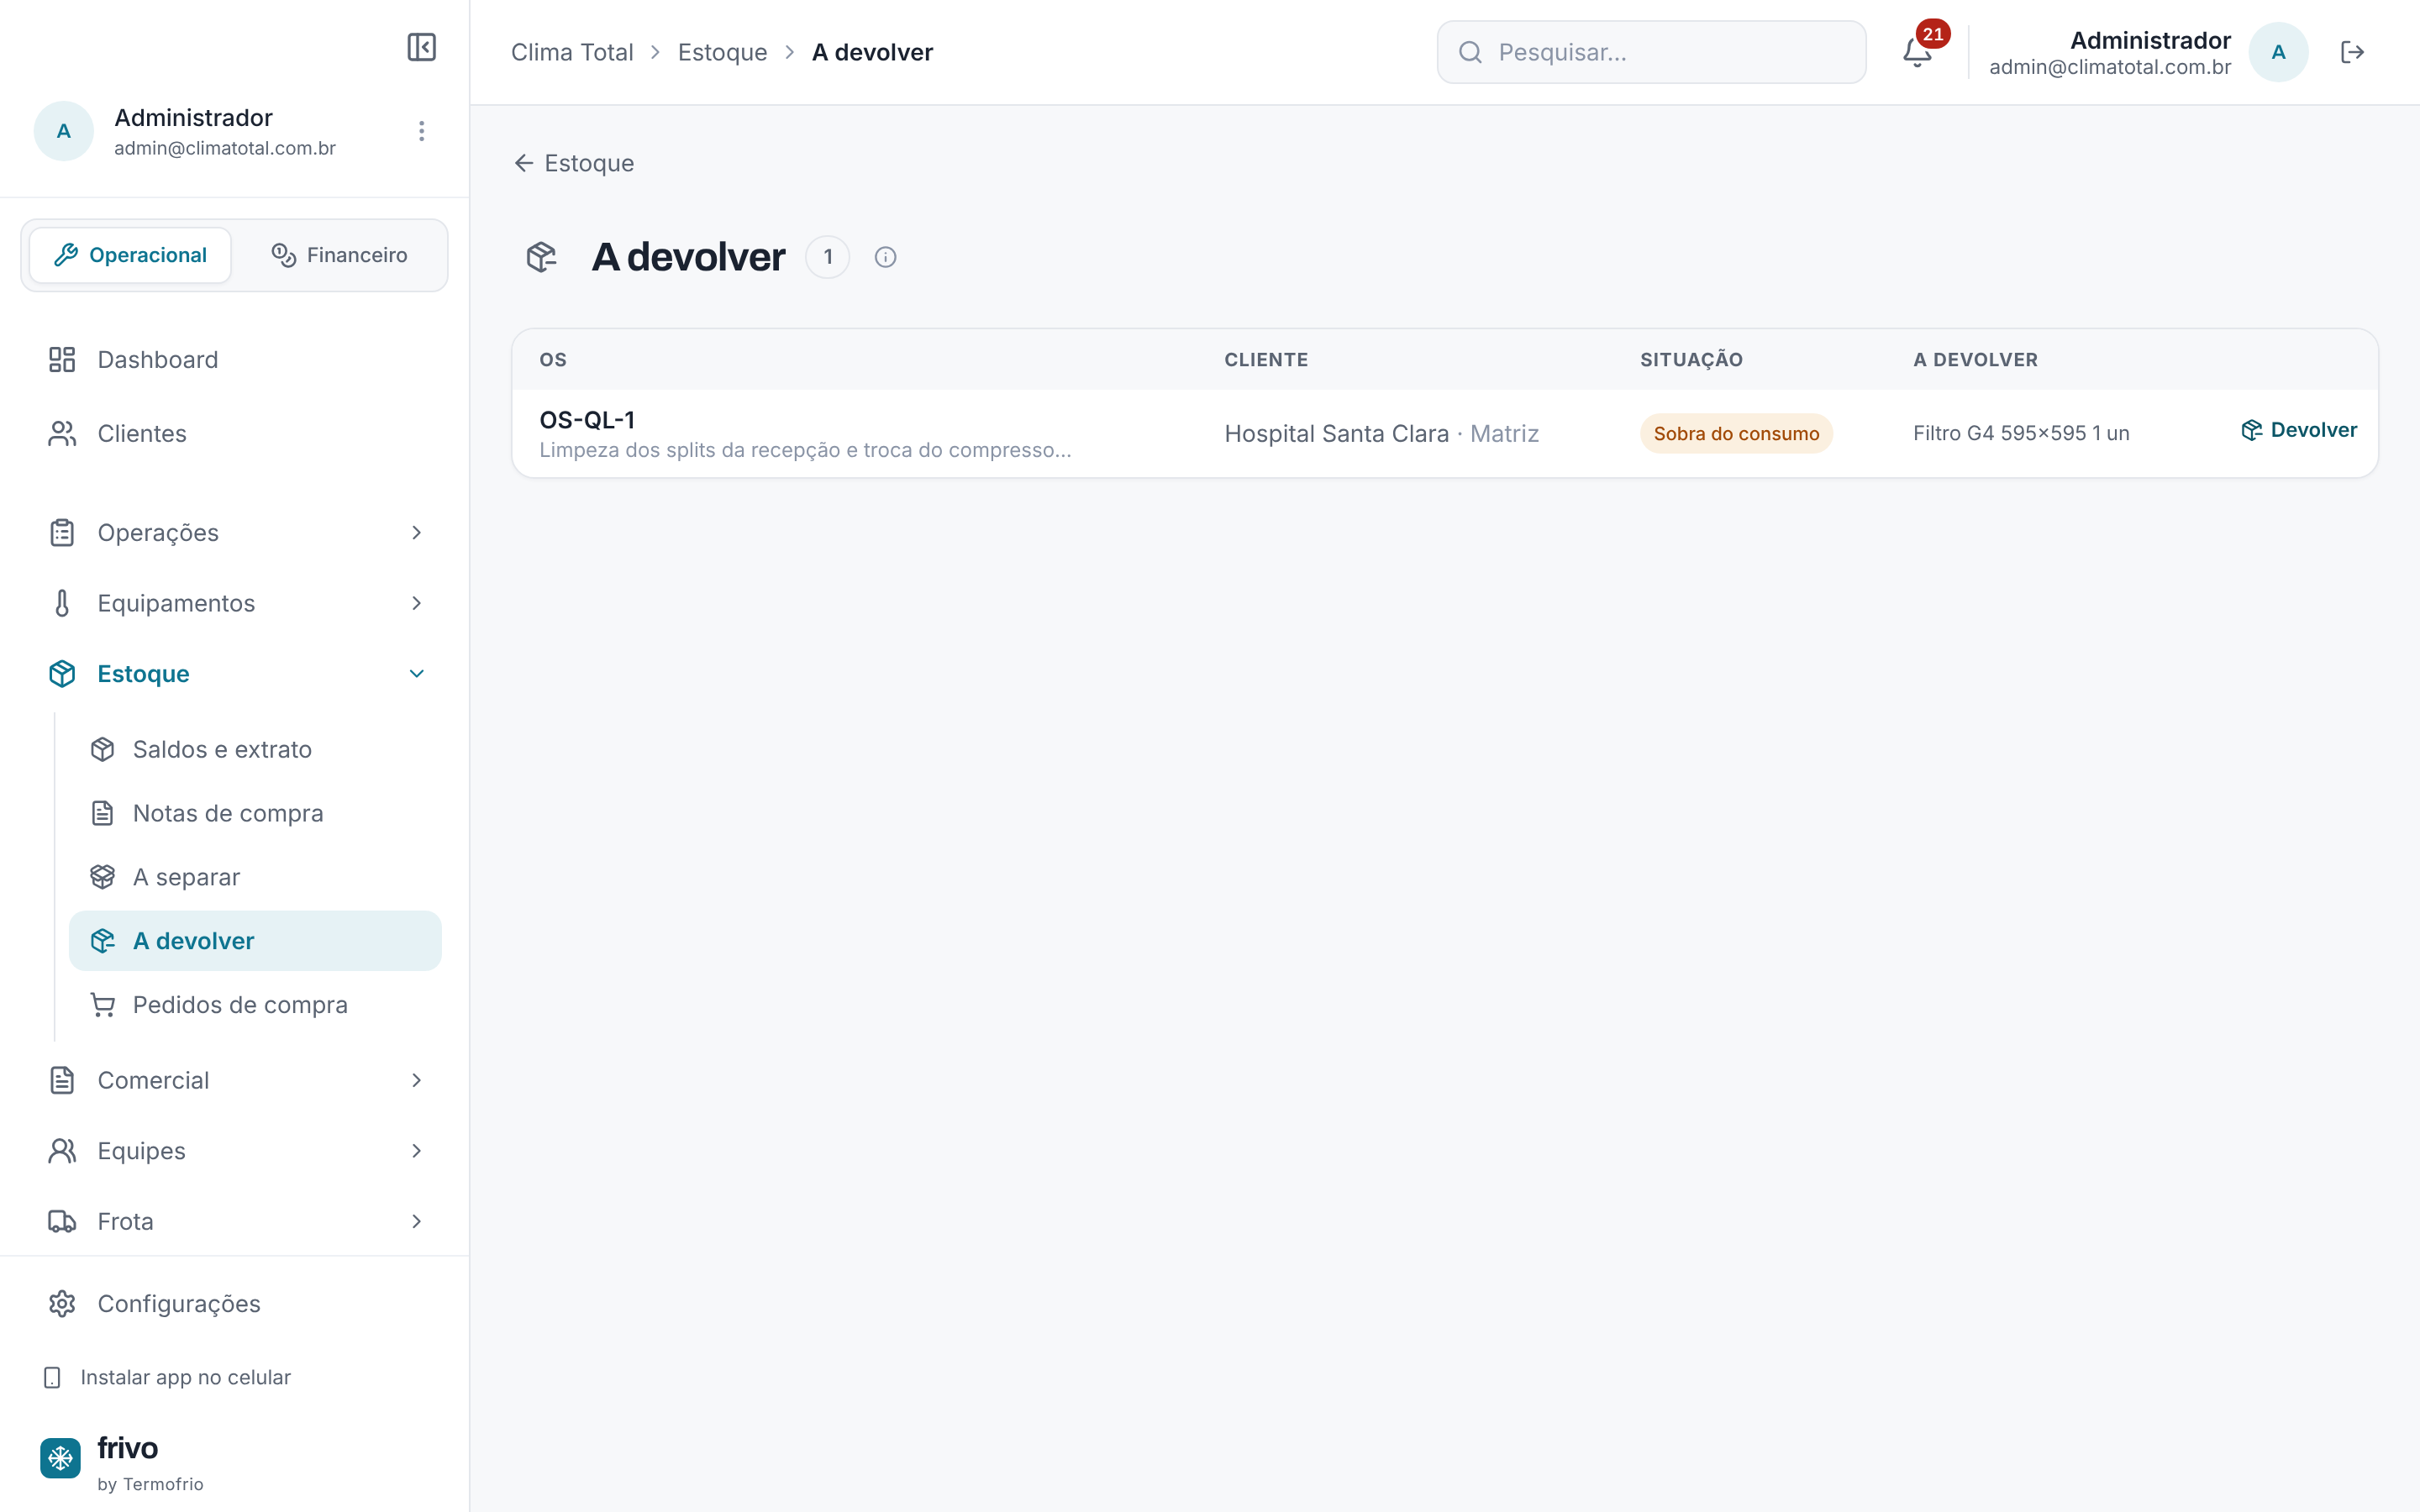 Administrador
admin@climatotal.com.br
Operacional
Financeiro
Dashboard
Clientes
Operações
Equipamentos
Estoque
Saldos e extrato
Notas de compra
A separar
A devolver
Pedidos de compra
Comercial
Equipes
Frota
Configurações
Instalar app no celular
frivo
by Termofrio
Clima Total > Estoque > A devolver
Pesquisar...
21
Administrador
admin@climatotal.com.br
A
A
Estoque
A devolver 1
OS CLIENTE SITUAÇÃO A DEVOLVER
OS-QL-1
Limpeza dos splits da recepção e troca do compresso...
Hospital Santa Clara · Matriz
Sobra do consumo
Filtro G4 595×595 1 un
Devolver